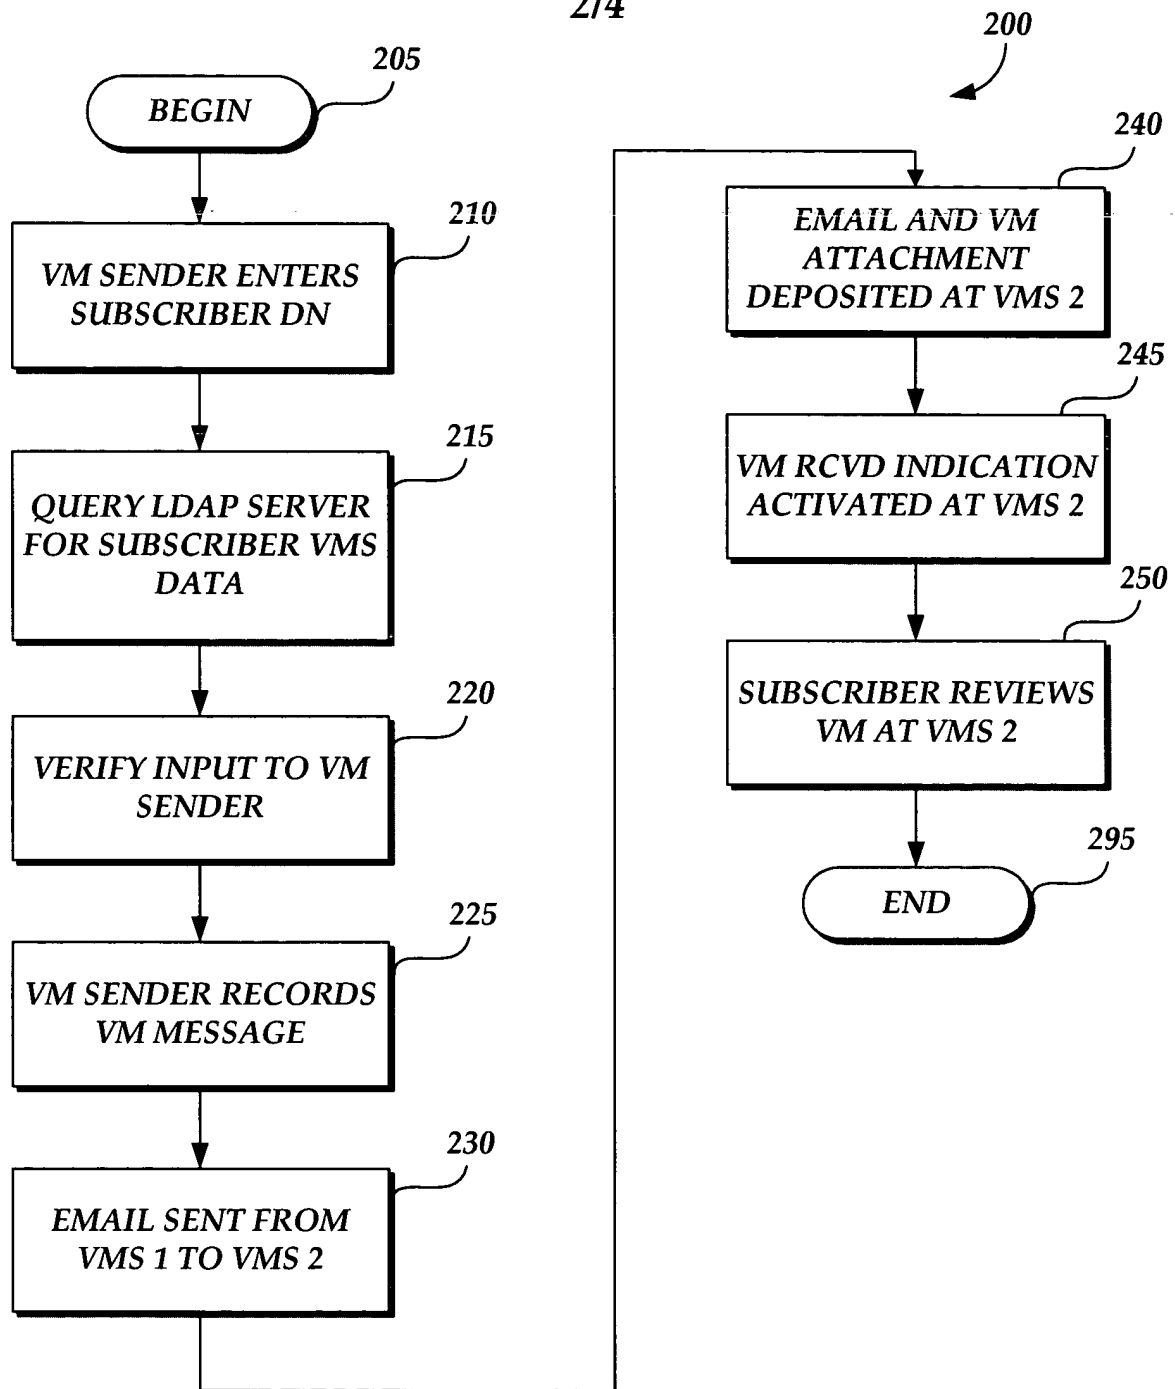 2/4
200
205
BEGIN
210
VM SENDER ENTERS
SUBSCRIBER DN
215
QUERY LDAP SERVER
FOR SUBSCRIBER VMS
DATA
220
VERIFY INPUT TO VM
SENDER
225
VM SENDER RECORDS
VM MESSAGE
230
EMAIL SENT FROM
VMS 1 TO VMS 2
240
EMAIL AND VM
ATTACHMENT
DEPOSITED AT VMS 2
245
VM RCVD INDICATION
ACTIVATED AT VMS 2
250
SUBSCRIBER REVIEWS
VM AT VMS 2
295
END